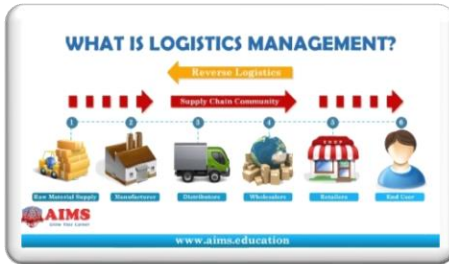 WHAT IS LOGISTICS MANAGEMENT?
Reverse Logistics
Supply Chain Community
1 2 3 4 5 6
Raw Material Supply Manufacturer Distributors Wholesalers Retailers End User
SHOP
AIMS
www.aims.education